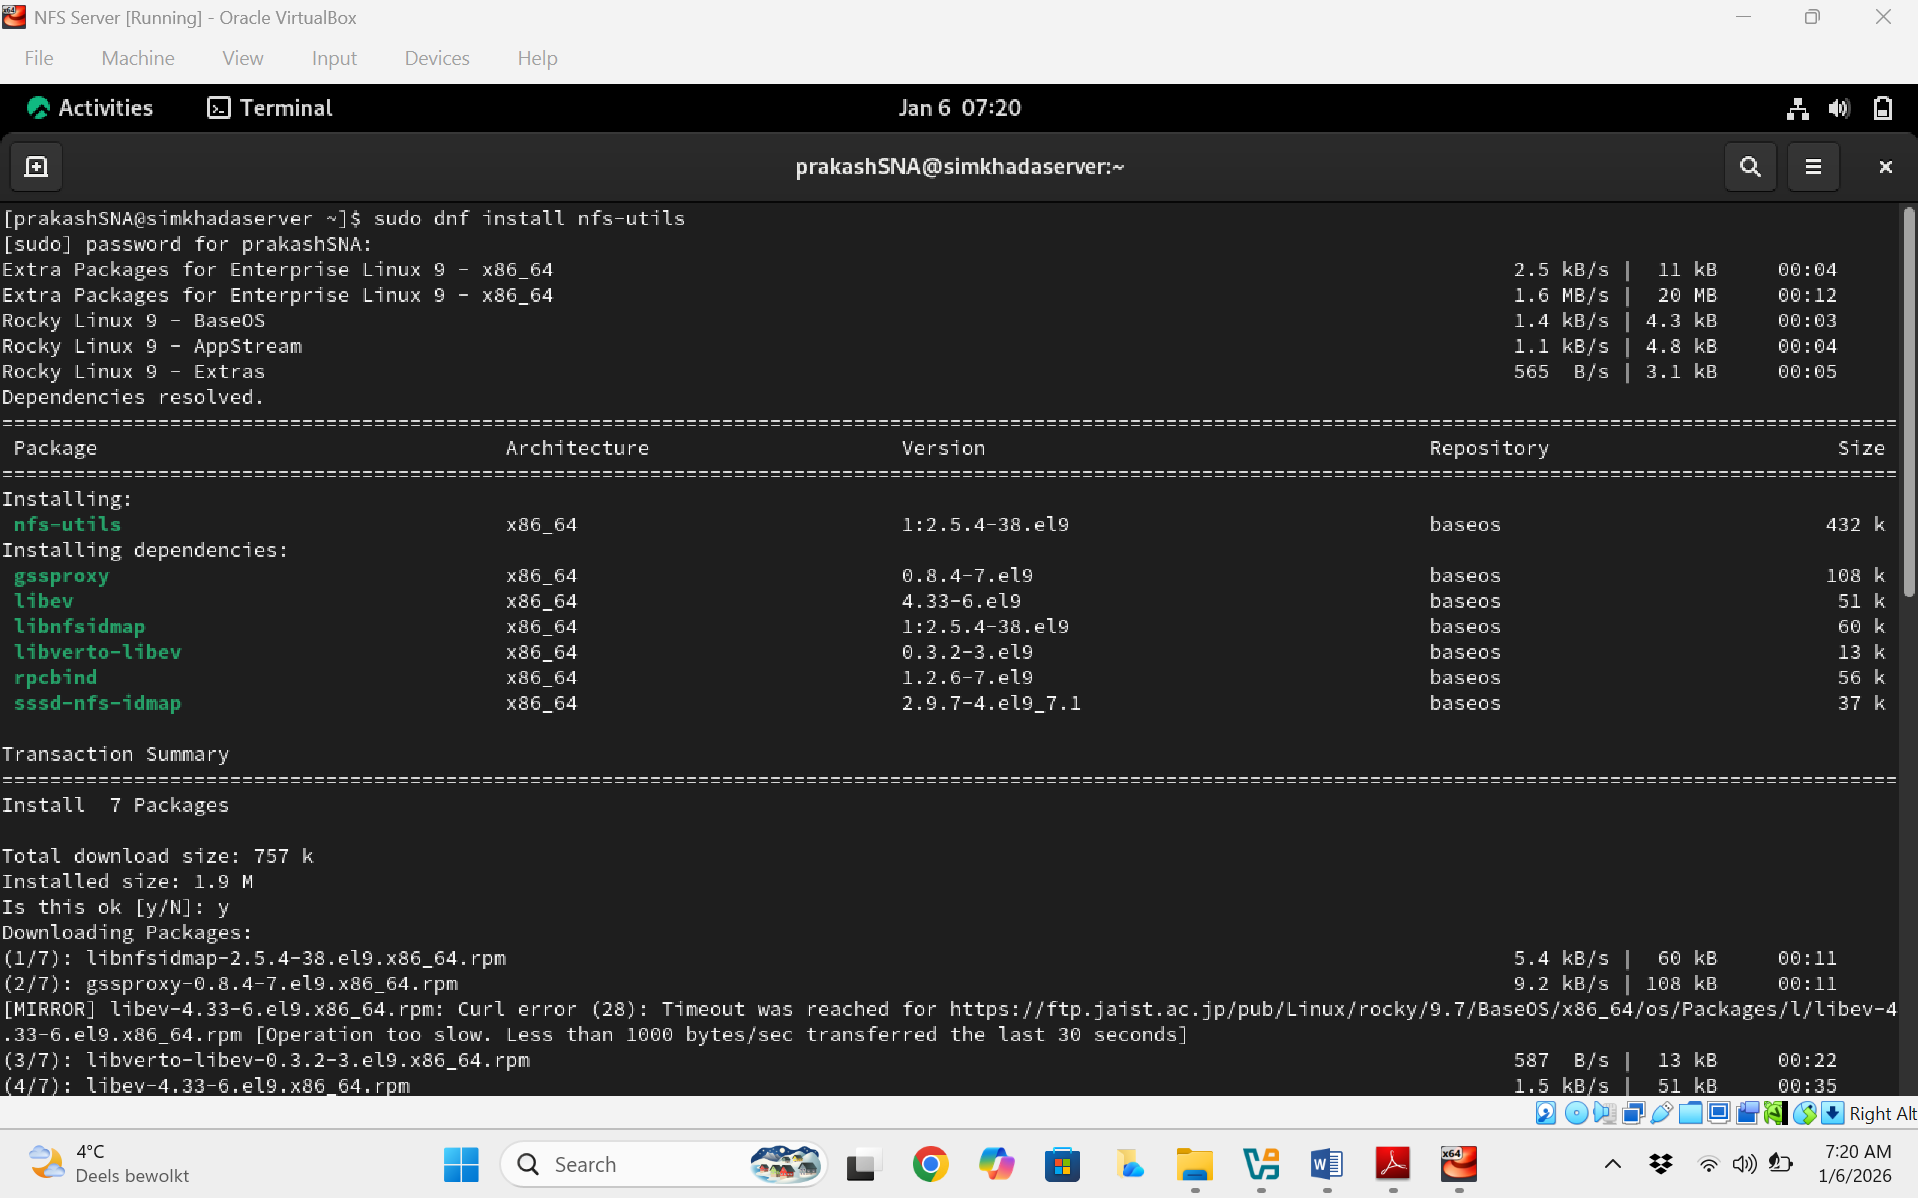 NFS Server [Running] - Oracle VirtualBox
File Machine View Input Devices Help
Activities Terminal Jan 6 07:20
prakashSNA@simkhadaserver:~
[prakashSNA@simkhadaserver ~]$ sudo dnf install nfs-utils
[sudo] password for prakashSNA:
Extra Packages for Enterprise Linux 9 - x86_64 2.5 kB/s | 11 kB 00:04
Extra Packages for Enterprise Linux 9 - x86_64 1.6 MB/s | 20 MB 00:12
Rocky Linux 9 - BaseOS 1.4 kB/s | 4.3 kB 00:03
Rocky Linux 9 - AppStream 1.1 kB/s | 4.8 kB 00:04
Rocky Linux 9 - Extras 565 B/s | 3.1 kB 00:05
Dependencies resolved.
Package Architecture Version Repository Size
Installing:
nfs-utils x86_64 1:2.5.4-38.el9 baseos 432 k
Installing dependencies:
gssproxy x86_64 0.8.4-7.el9 baseos 108 k
libev x86_64 4.33-6.el9 baseos 51 k
libnfsidmap x86_64 1:2.5.4-38.el9 baseos 60 k
libverto-libev x86_64 0.3.2-3.el9 baseos 13 k
rpcbind x86_64 1.2.6-7.el9 baseos 56 k
sssd-nfs-idmap x86_64 2.9.7-4.el9_7.1 baseos 37 k
Transaction Summary
Install 7 Packages
Total download size: 757 k
Installed size: 1.9 M
Is this ok [y/N]: y
Downloading Packages:
(1/7): libnfsidmap-2.5.4-38.el9.x86_64.rpm 5.4 kB/s | 60 kB 00:11
(2/7): gssproxy-0.8.4-7.el9.x86_64.rpm 9.2 kB/s | 108 kB 00:11
[MIRROR] libev-4.33-6.el9.x86_64.rpm: Curl error (28): Timeout was reached for https://ftp.jaist.ac.jp/pub/Linux/rocky/9.7/BaseOS/x86_64/os/Packages/l/libev-4
.33-6.el9.x86_64.rpm [Operation too slow. Less than 1000 bytes/sec transferred the last 30 seconds]
(3/7): libverto-libev-0.3.2-3.el9.x86_64.rpm 587 B/s | 13 kB 00:22
(4/7): libev-4.33-6.el9.x86_64.rpm 1.5 kB/s | 51 kB 00:35
Right Alt
4°C
Deels bewolkt
Search
7:20 AM
1/6/2026